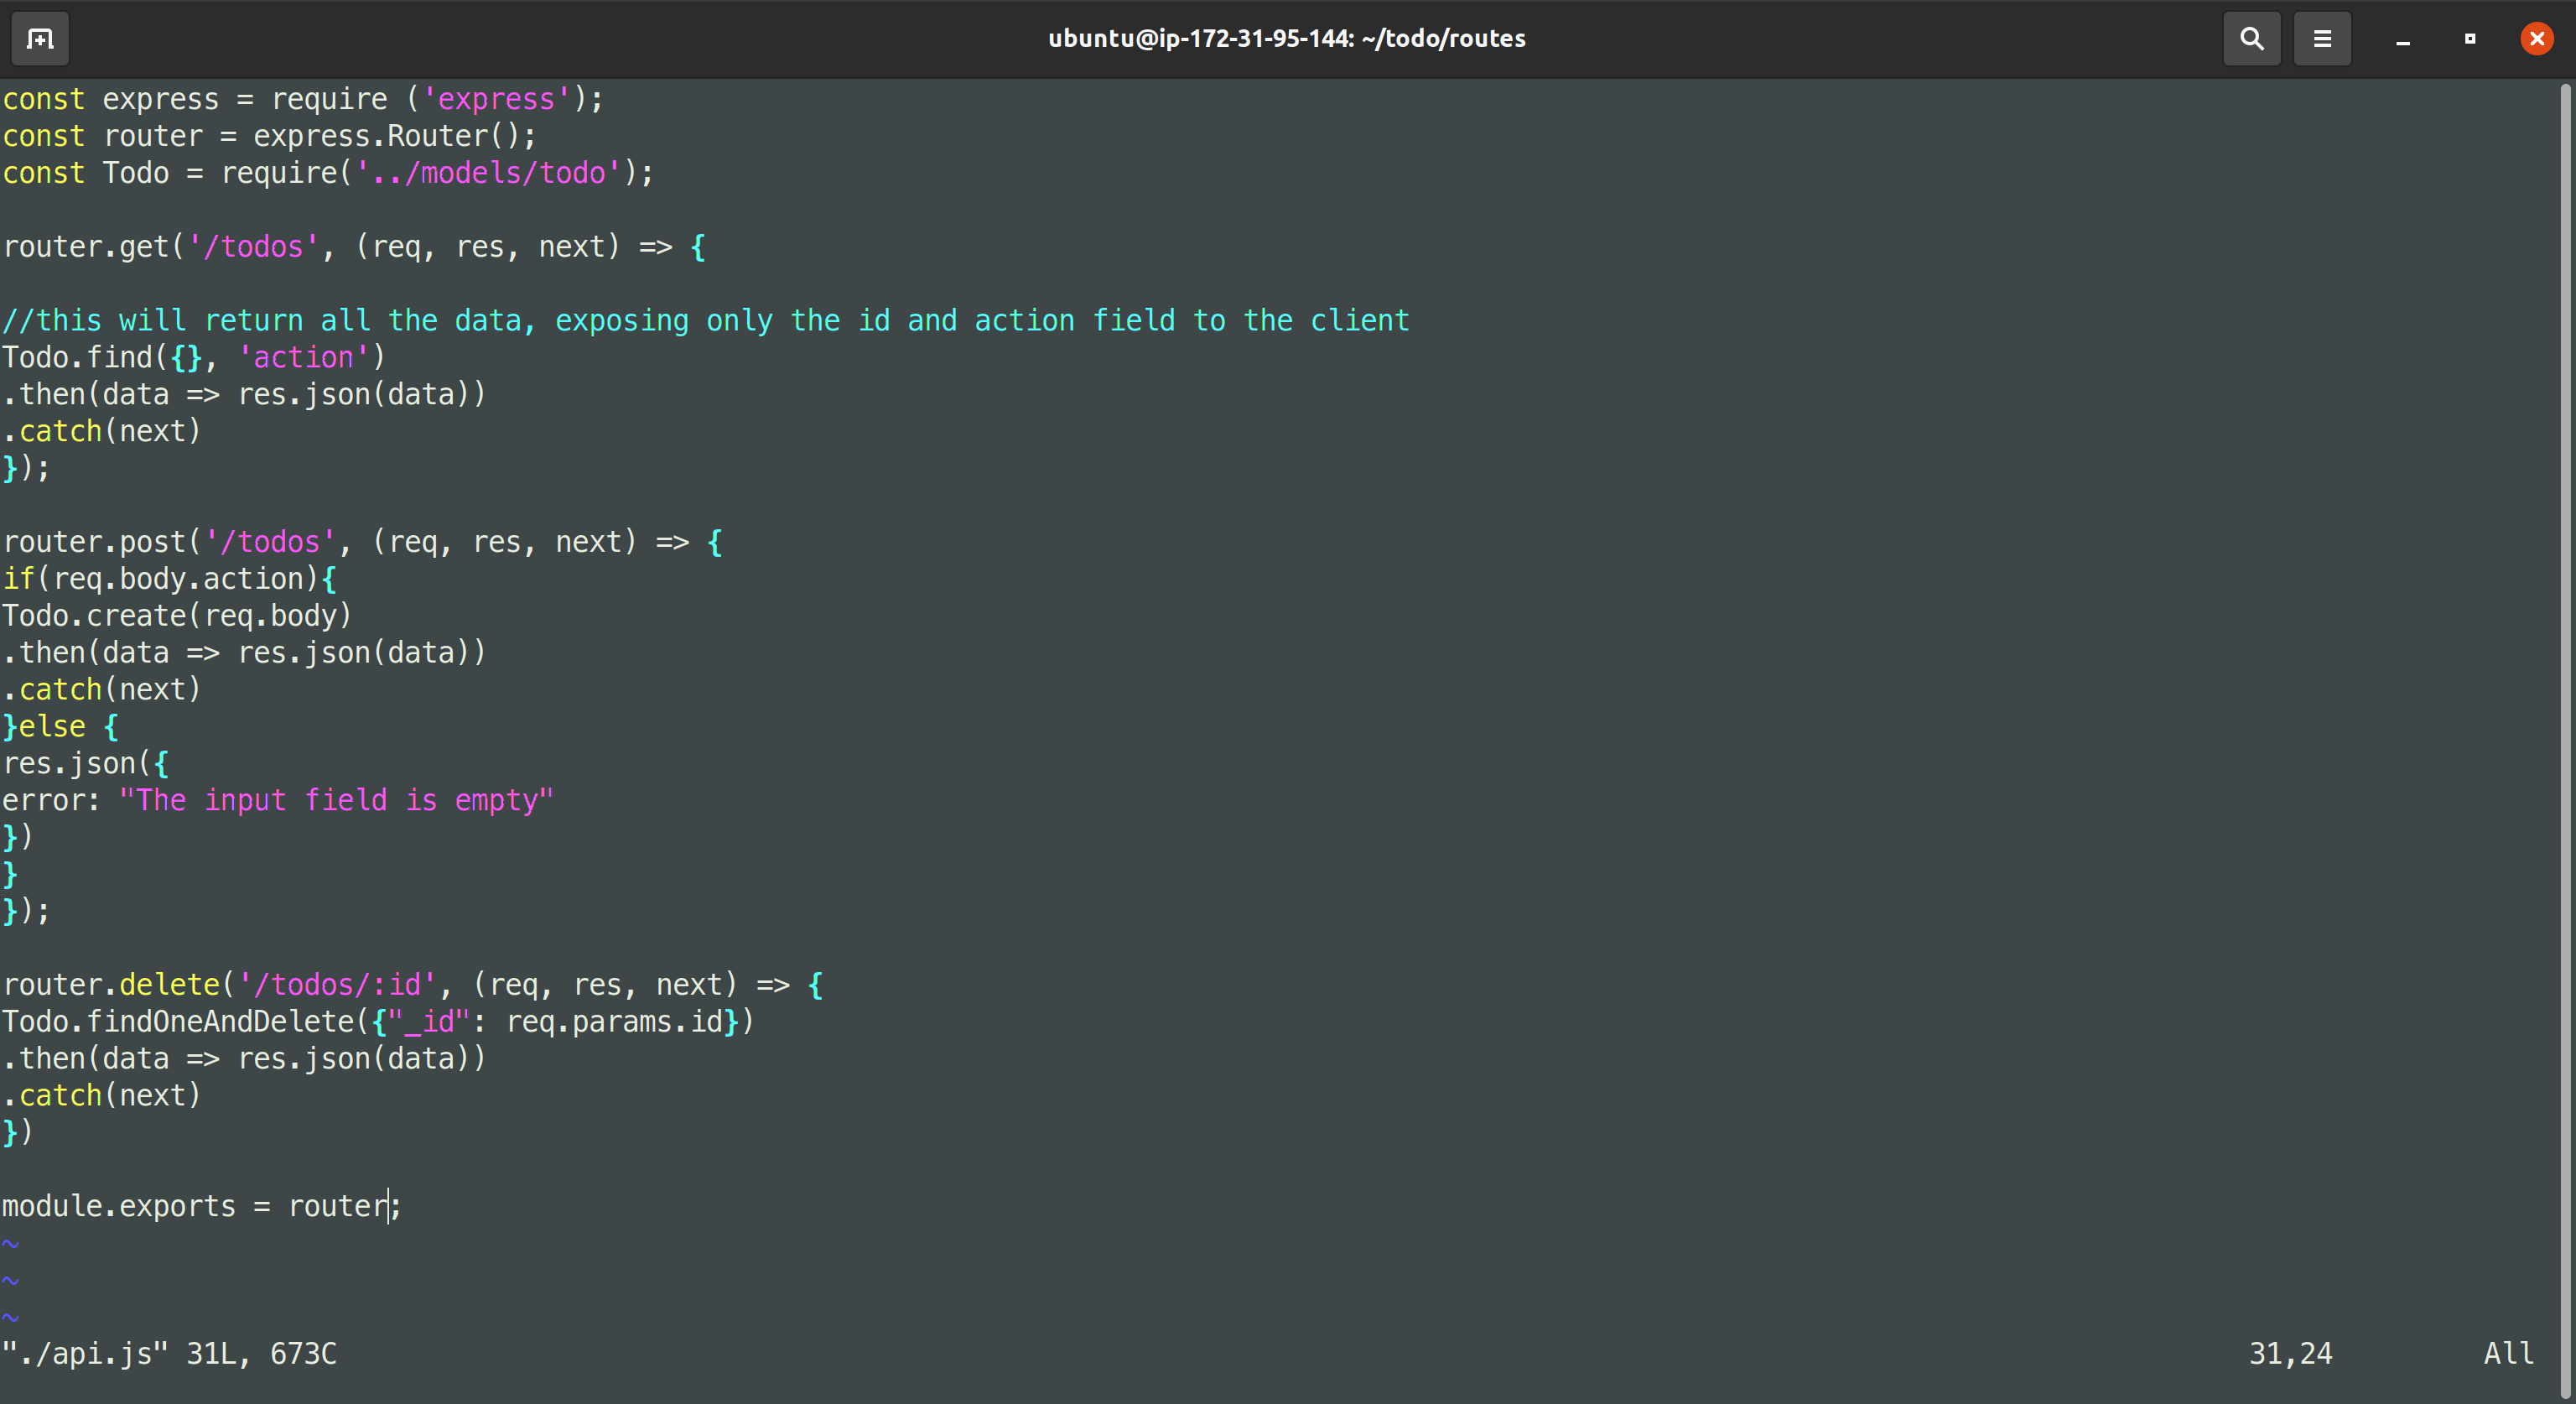 ubuntu@ip-172-31-95-144: ~/todo/routes
const express = require ('express');
const router = express.Router();
const Todo = require('../models/todo');
router.get('/todos', (req, res, next) => {
//this will return all the data, exposing only the id and action field to the client
Todo.find({}, 'action')
.then(data => res.json(data))
.catch(next)
});
router.post('/todos', (req, res, next) => {
if(req.body.action){
Todo.create(req.body)
.then(data => res.json(data))
.catch(next)
}else {
res.json({
error: "The input field is empty"
})
}
});
router.delete('/todos/:id', (req, res, next) => {
Todo.findOneAndDelete({"_id": req.params.id})
.then(data => res.json(data))
.catch(next)
})
module.exports = router;
~
~
~
"./api.js" 31L, 673C 31,24 All